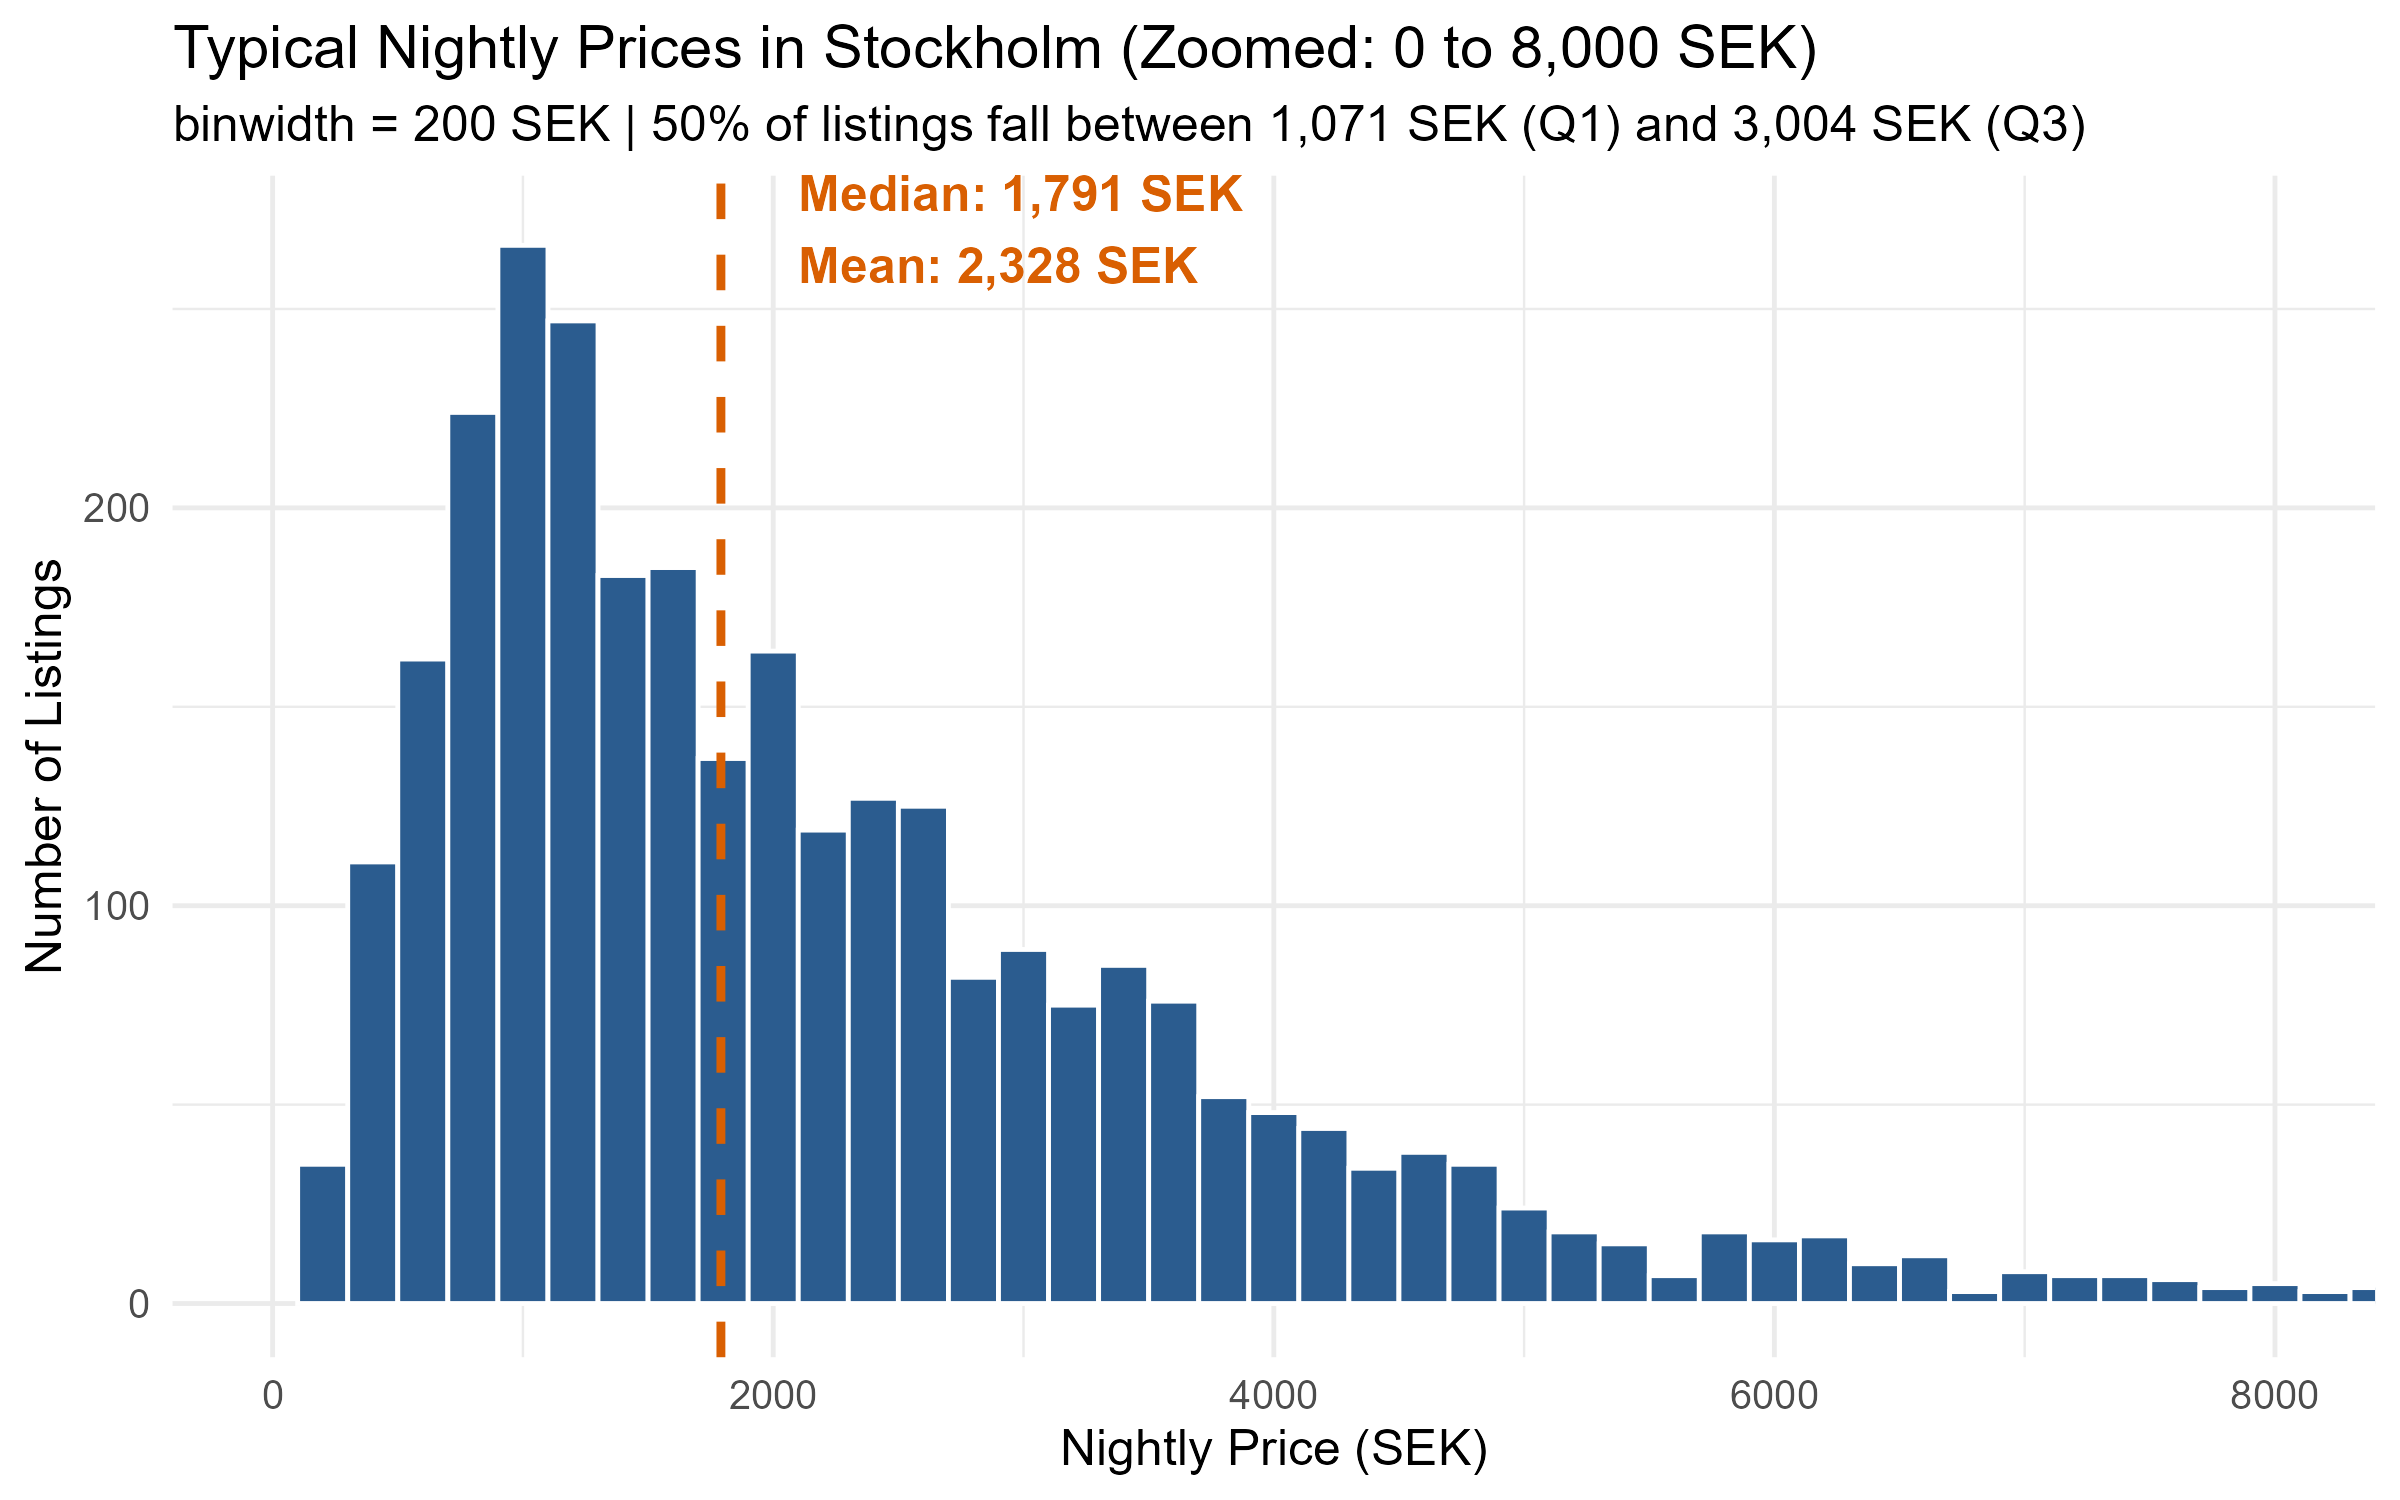 Typical Nightly Prices in Stockholm (Zoomed: 0 to 8,000 SEK)
binwidth = 200 SEK | 50% of listings fall between 1,071 SEK (Q1) and 3,004 SEK (Q3)
Median: 1,791 SEK
Mean: 2,328 SEK
Number of Listings
200
100
0
0 2000 4000 6000 8000
Nightly Price (SEK)